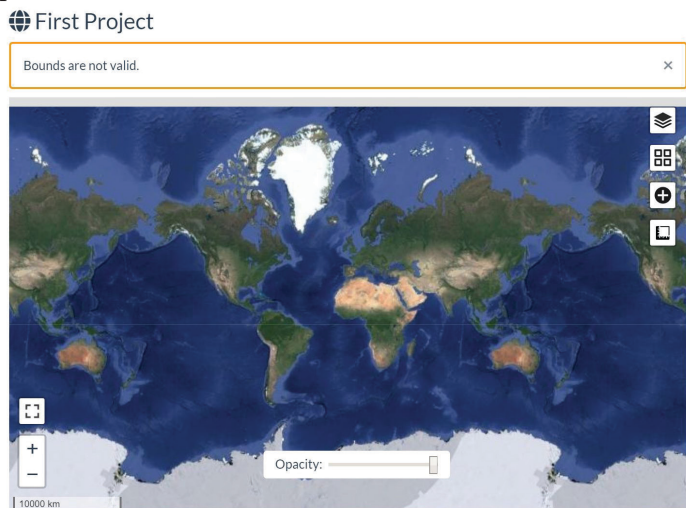 First Project
Bounds are not valid.
×
+
−
Opacity:
10000 km